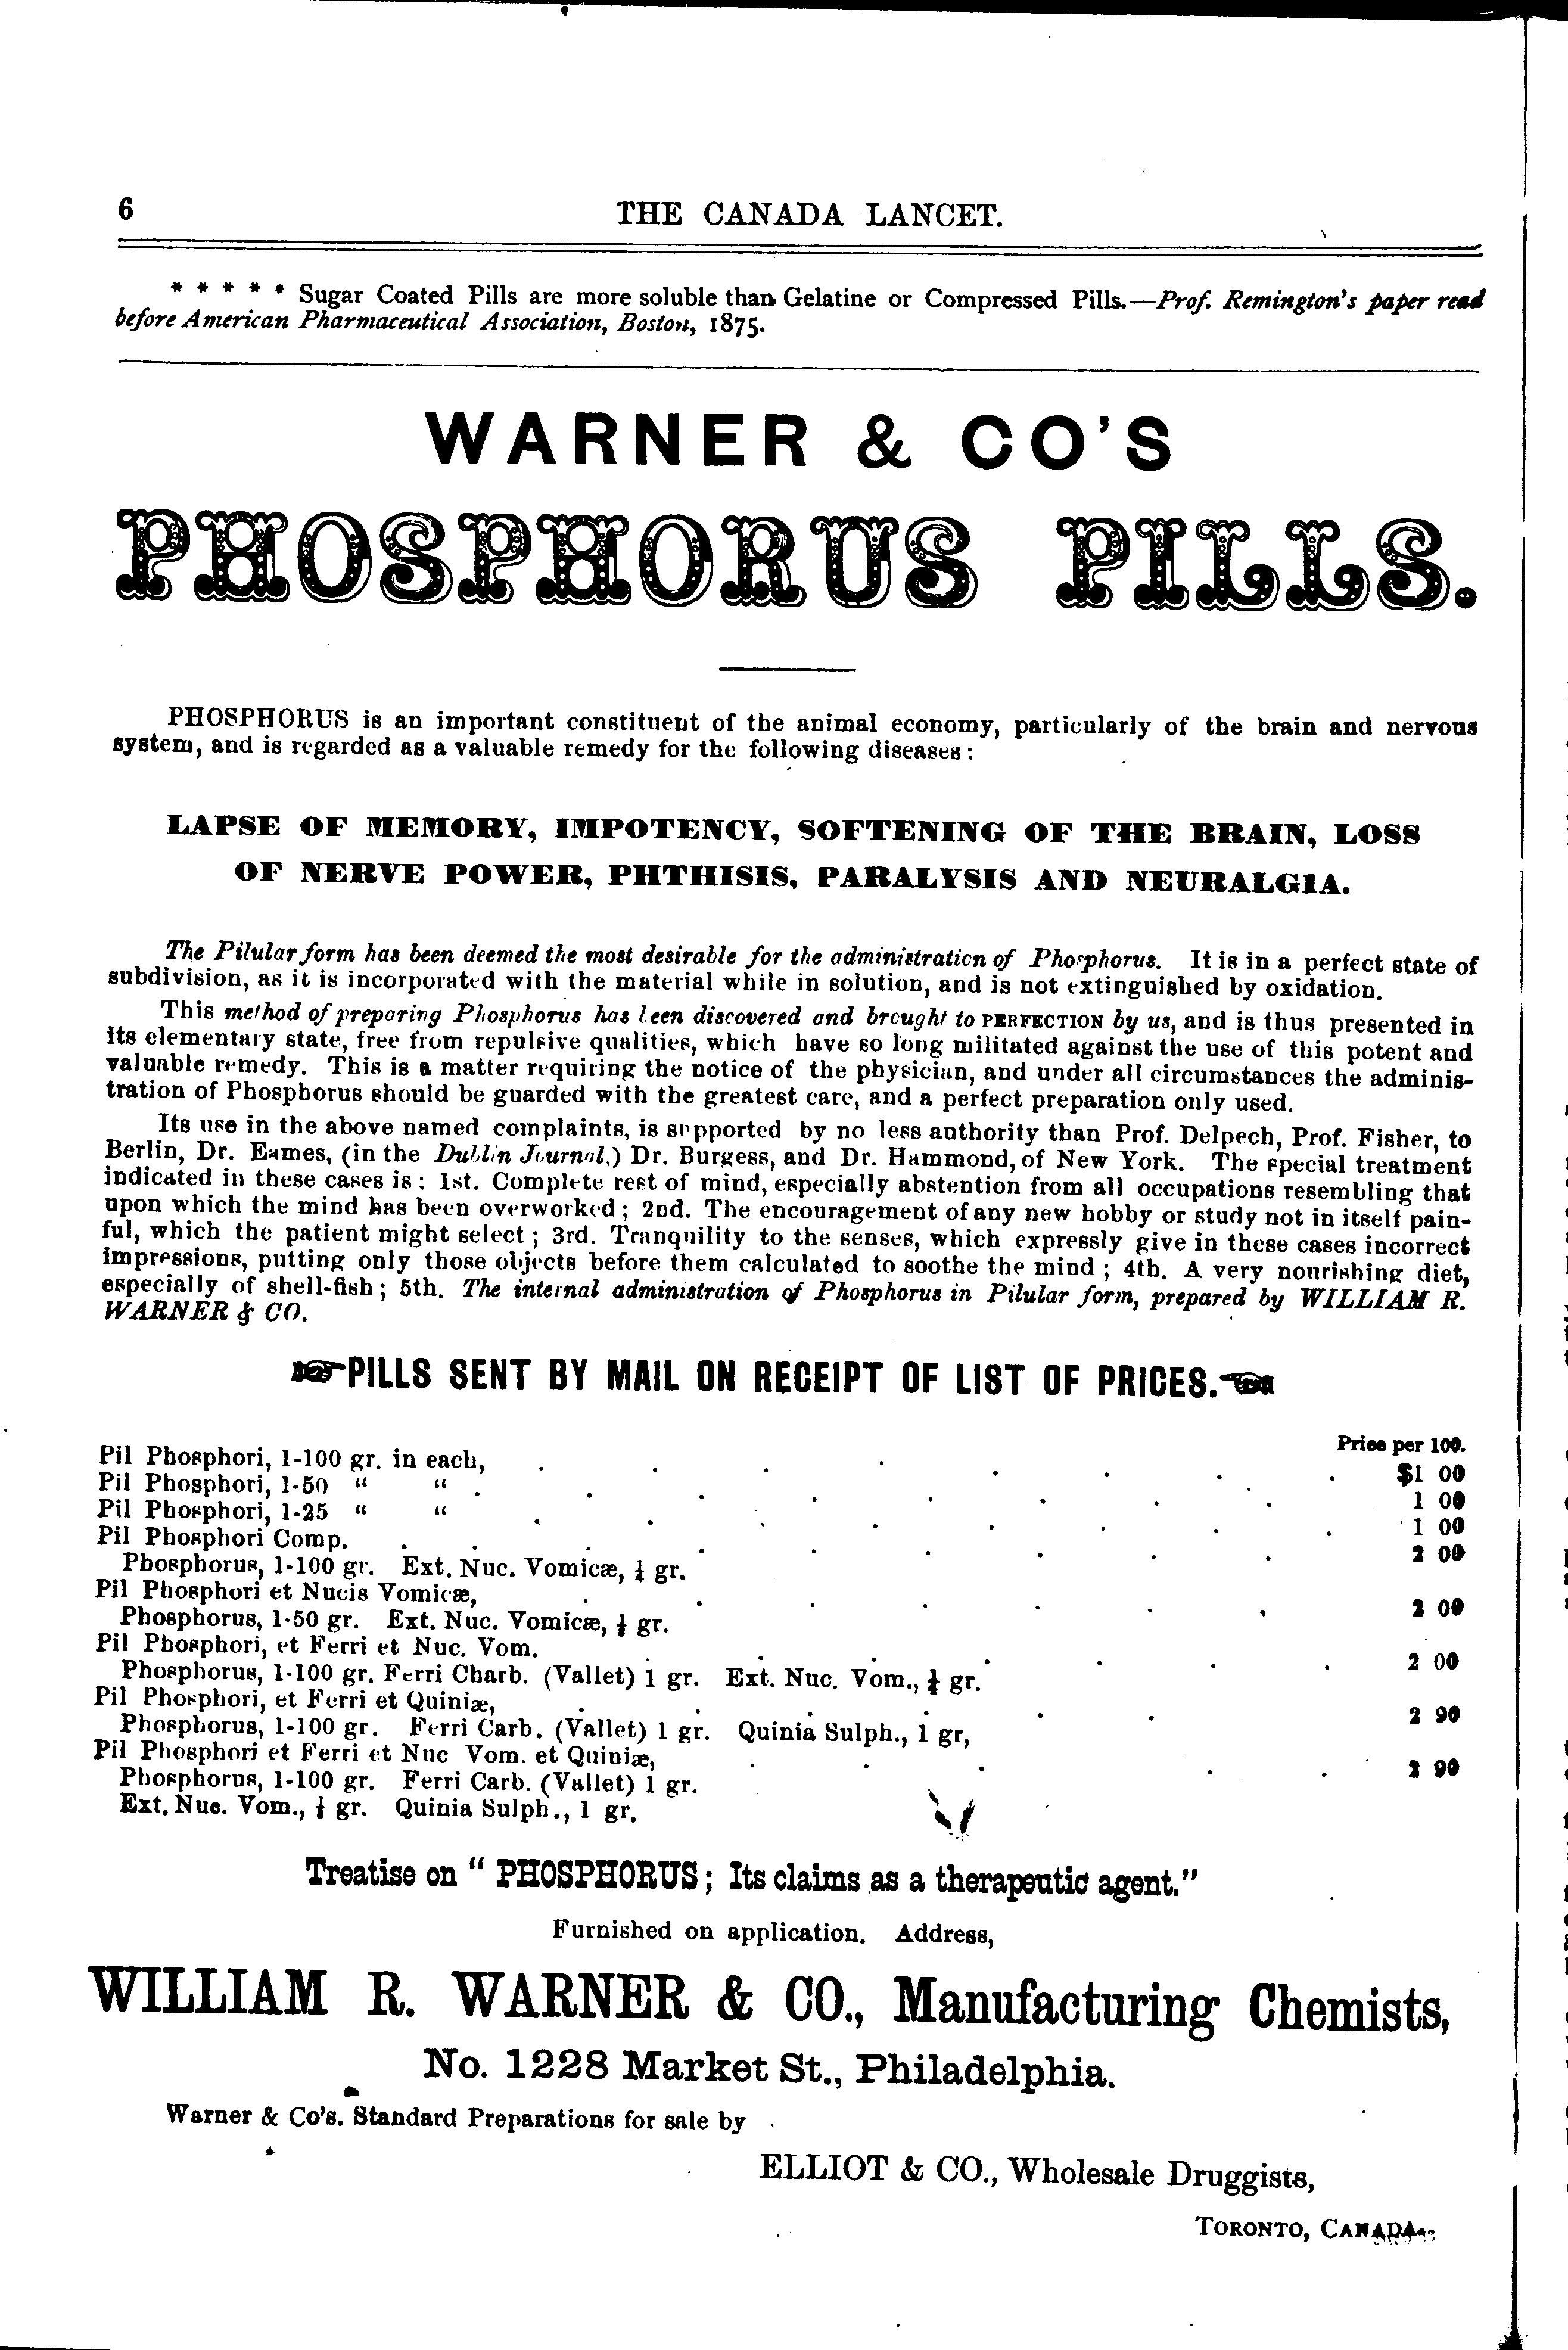 6
THE CANADA LANCET.
* * * * * Sugar Coated Pills are more soluble than Gelatine or Compressed Pills.—Prof. Remington's paper read
before American Pharmaceutical Association, Boston, 1875.
WARNER & CO'S
PHOSPHORUS PILLS.
PHOSPHORUS is an important constituent of the animal economy, particularly of the brain and nervous
system, and is regarded as a valuable remedy for the following diseases:
LAPSE OF MEMORY, IMPOTENCY, SOFTENING OF THE BRAIN, LOSS
OF NERVE POWER, PHTHISIS, PARALYSIS AND NEURALGIA.
The Pilular form has been deemed the most desirable for the administration of Phosphorus. It is in a perfect state of
subdivision, as it is incorporated with the material while in solution, and is not extinguished by oxidation.
This method of preparing Phosphorus has been discovered and brought to PERFECTION by us, and is thus presented in
its elementary state, free from repulsive qualities, which have so long militated against the use of this potent and
valuable remedy. This is a matter requiring the notice of the physician, and under all circumstances the adminis-
tration of Phosphorus should be guarded with the greatest care, and a perfect preparation only used.
Its use in the above named complaints, is supported by no less authority than Prof. Delpech, Prof. Fisher, to
Berlin, Dr. Eames, (in the Dublin Journal,) Dr. Burgess, and Dr. Hammond, of New York. The special treatment
indicated in these cases is: 1st. Complete rest of mind, especially abstention from all occupations resembling that
upon which the mind has been overworked; 2nd. The encouragement of any new hobby or study not in itself pain-
ful, which the patient might select; 3rd. Tranquility to the senses, which expressly give in these cases incorrect
impressions, putting only those objects before them calculated to soothe the mind; 4th. A very nourishing diet,
especially of shell-fish; 5th. The internal administration of Phosphorus in Pilular form, prepared by WILLIAM R.
WARNER & CO.
☞PILLS SENT BY MAIL ON RECEIPT OF LIST OF PRICES.☜
Price per 100.
Pil Phosphori, 1-100 gr. in each, . . . . . . . . $1 00
Pil Phosphori, 1-50 " " . . . . . . . . 1 00
Pil Phosphori, 1-25 " " . . . . . . . . 1 00
Pil Phosphori Comp. . . . . . . . . 2 00
Phosphorus, 1-100 gr. Ext. Nuc. Vomicæ, gr.
Pil Phosphori et Nucis Vomicæ, . . . . . . . 2 00
Phosphorus, 1-50 gr. Ext. Nuc. Vomicæ, gr.
Pil Phosphori, et Ferri et Nuc. Vom. . . . . . . 2 00
Phosphorus, 1-100 gr. Ferri Charb. (Vallet) 1 gr. Ext. Nuc. Vom., gr.
Pil Phosphori, et Ferri et Quiniæ, . . . . . . 2 90
Phosphorus, 1-100 gr. Ferri Carb. (Vallet) 1 gr. Quinia Sulph., 1 gr,
Pil Phosphori et Ferri et Nuc Vom. et Quiniæ, . . . . . 2 90
Phosphorus, 1-100 gr. Ferri Carb. (Vallet) 1 gr.
Ext. Nuc. Vom., gr. Quinia Sulph., 1 gr.
Treatise on "PHOSPHORUS; Its claims as a therapeutic agent."
Furnished on application. Address,
WILLIAM R. WARNER & CO., Manufacturing Chemists,
No. 1228 Market St., Philadelphia.
Warner & Co's. Standard Preparations for sale by
ELLIOT & CO., Wholesale Druggists,
TORONTO, CANADA